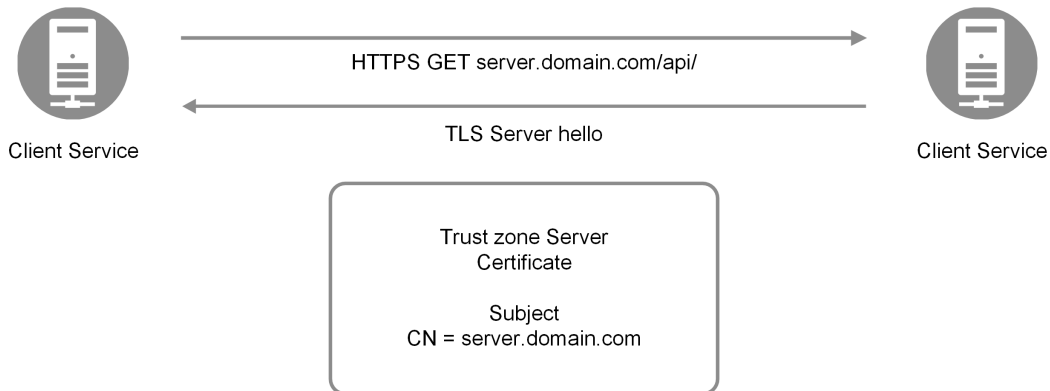 HTTPS GET server.domain.com/api/
TLS Server hello
Client Service
Client Service
Trust zone Server
Certificate
Subject
CN = server.domain.com